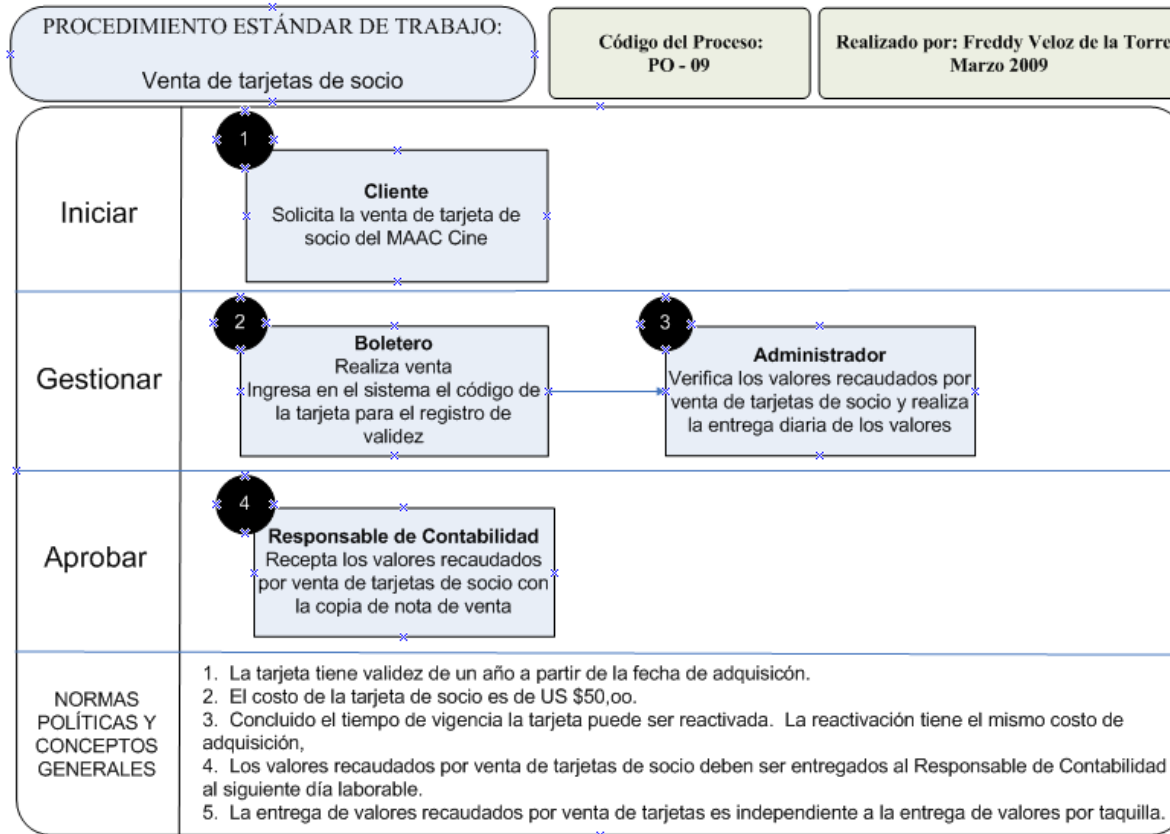 PROCEDIMIENTO ESTÁNDAR DE TRABAJO:
Venta de tarjetas de socio
Código del Proceso:
PO - 09
Realizado por: Freddy Veloz de la Torre
Marzo 2009
Iniciar
1
Cliente
Solicita la venta de tarjeta de
socio del MAAC Cine
Gestionar
2
Boletero
Realiza venta
Ingresa en el sistema el código de
la tarjeta para el registro de
validez
3
Administrador
Verifica los valores recaudados por
venta de tarjetas de socio y realiza
la entrega diaria de los valores
Aprobar
4
Responsable de Contabilidad
Recepta los valores recaudados
por venta de tarjetas de socio con
la copia de nota de venta
NORMAS
POLÍTICAS Y
CONCEPTOS
GENERALES
1. La tarjeta tiene validez de un año a partir de la fecha de adquisicón.
2. El costo de la tarjeta de socio es de US $50,oo.
3. Concluido el tiempo de vigencia la tarjeta puede ser reactivada. La reactivación tiene el mismo costo de
adquisición,
4. Los valores recaudados por venta de tarjetas de socio deben ser entregados al Responsable de Contabilidad
al siguiente día laborable.
5. La entrega de valores recaudados por venta de tarjetas es independiente a la entrega de valores por taquilla.